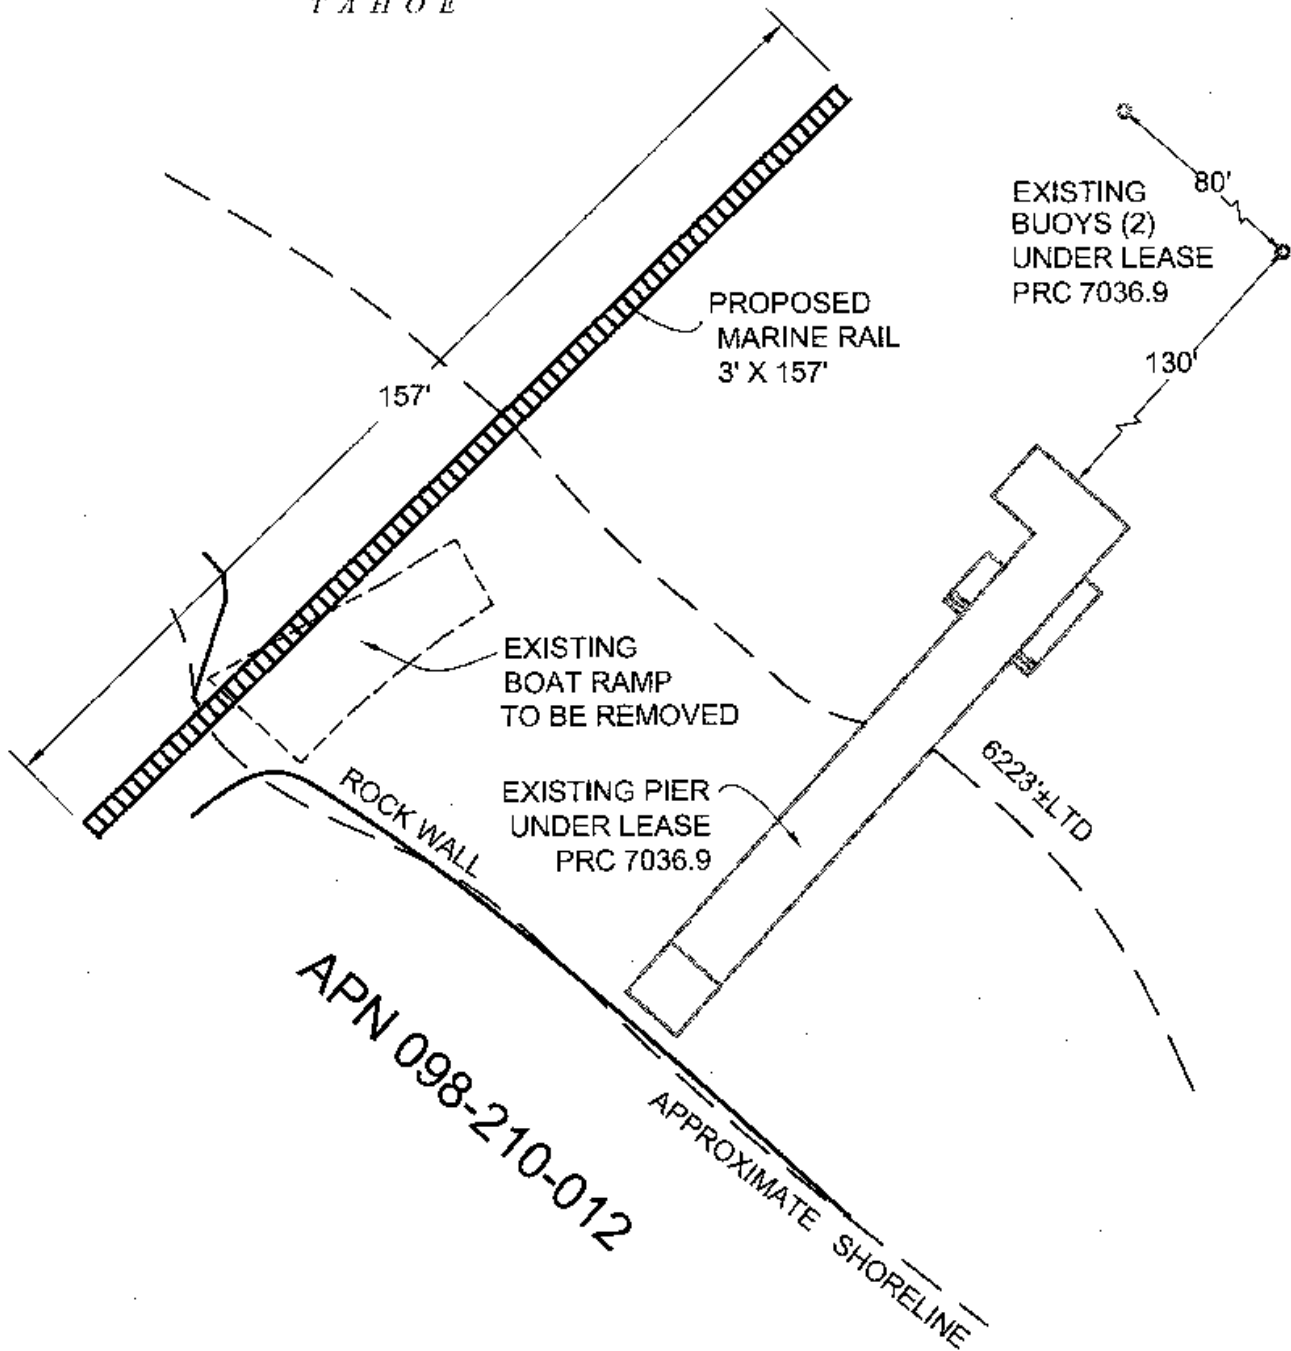 TAHOE
80'
EXISTING
BUOYS (2)
UNDER LEASE
PRC 7036.9
PROPOSED
MARINE RAIL
3' X 157'
130'
157'
EXISTING
BOAT RAMP
TO BE REMOVED
6223'±LTD
ROCK WALL
EXISTING PIER
UNDER LEASE
PRC 7036.9
APN 098-210-012
APPROXIMATE SHORELINE